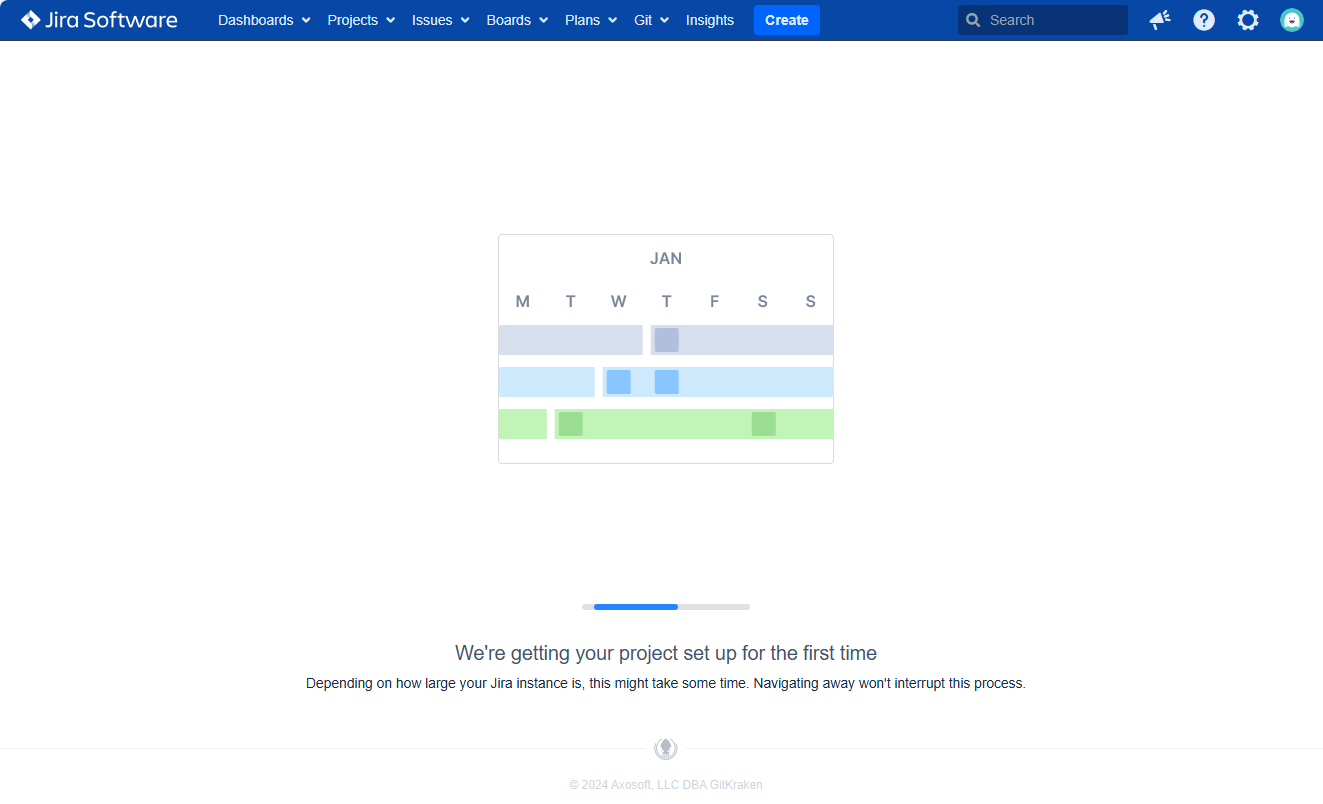 Jira Software Dashboards Projects Issues Boards Plans Git Insights Create Search ?
JAN
M T W T F S S
We're getting your project set up for the first time
Depending on how large your Jira instance is, this might take some time. Navigating away won't interrupt this process.
© 2024 Axosoft, LLC DBA GitKraken